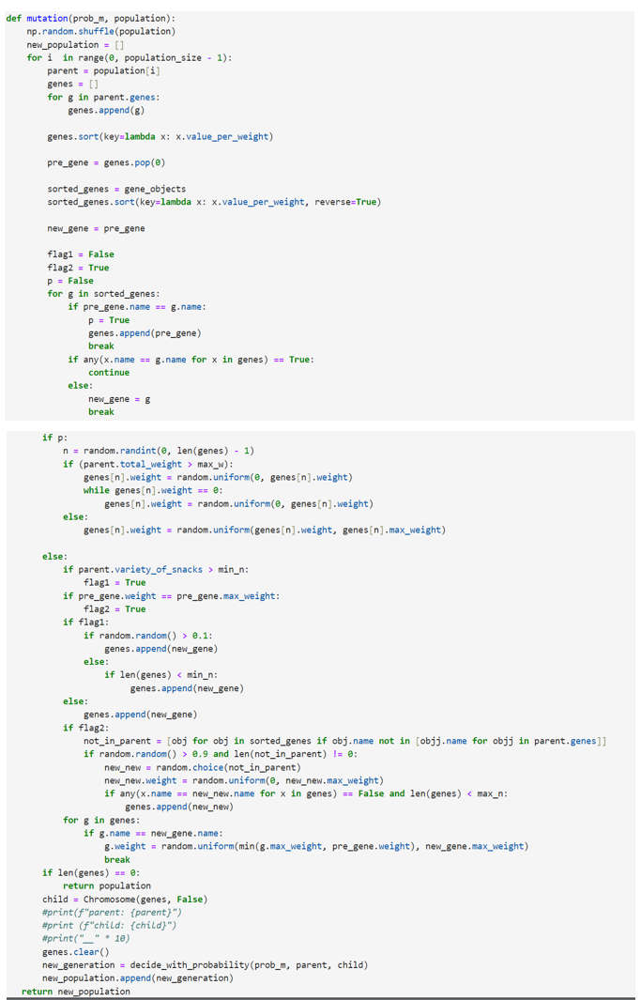 def mutation(prob_m, population):
    np.random.shuffle(population)
    new_population = []
    for i  in range(0, population_size - 1):
        parent = population[i]
        genes = []
        for g in parent.genes:
            genes.append(g)

        genes.sort(key=lambda x: x.value_per_weight)

        pre_gene = genes.pop(0)

        sorted_genes = gene_objects
        sorted_genes.sort(key=lambda x: x.value_per_weight, reverse=True)

        new_gene = pre_gene

        flag1 = False
        flag2 = True
        p = False
        for g in sorted_genes:
            if pre_gene.name == g.name:
                p = True
                genes.append(pre_gene)
                break
            if any(x.name == g.name for x in genes) == True:
                continue
            else:
                new_gene = g
                break
        if p:
            n = random.randint(0, len(genes) - 1)
            if (parent.total_weight > max_w):
                genes[n].weight = random.uniform(0, genes[n].weight)
                while genes[n].weight == 0:
                    genes[n].weight = random.uniform(0, genes[n].weight)
            else:
                genes[n].weight = random.uniform(genes[n].weight, genes[n].max_weight)

        else:
            if parent.variety_of_snacks > min_n:
                flag1 = True
            if pre_gene.weight == pre_gene.max_weight:
                flag2 = True
            if flag1:
                if random.random() > 0.1:
                    genes.append(new_gene)
                else:
                    if len(genes) < min_n:
                        genes.append(new_gene)
            else:
                genes.append(new_gene)
            if flag2:
                not_in_parent = [obj for obj in sorted_genes if obj.name not in [objj.name for objj in parent.genes]]
                if random.random() > 0.9 and len(not_in_parent) != 0:
                    new_new = random.choice(not_in_parent)
                    new_new.weight = random.uniform(0, new_new.max_weight)
                    if any(x.name == new_new.name for x in genes) == False and len(genes) < max_n:
                        genes.append(new_new)
            for g in genes:
                if g.name == new_gene.name:
                    g.weight = random.uniform(min(g.max_weight, pre_gene.weight), new_gene.max_weight)
                    break
        if len(genes) == 0:
            return population
        child = Chromosome(genes, False)
        #print(f"parent: {parent}")
        #print (f"child: {child}")
        #print("__" * 10)
        genes.clear()
        new_generation = decide_with_probability(prob_m, parent, child)
        new_population.append(new_generation)
    return new_population